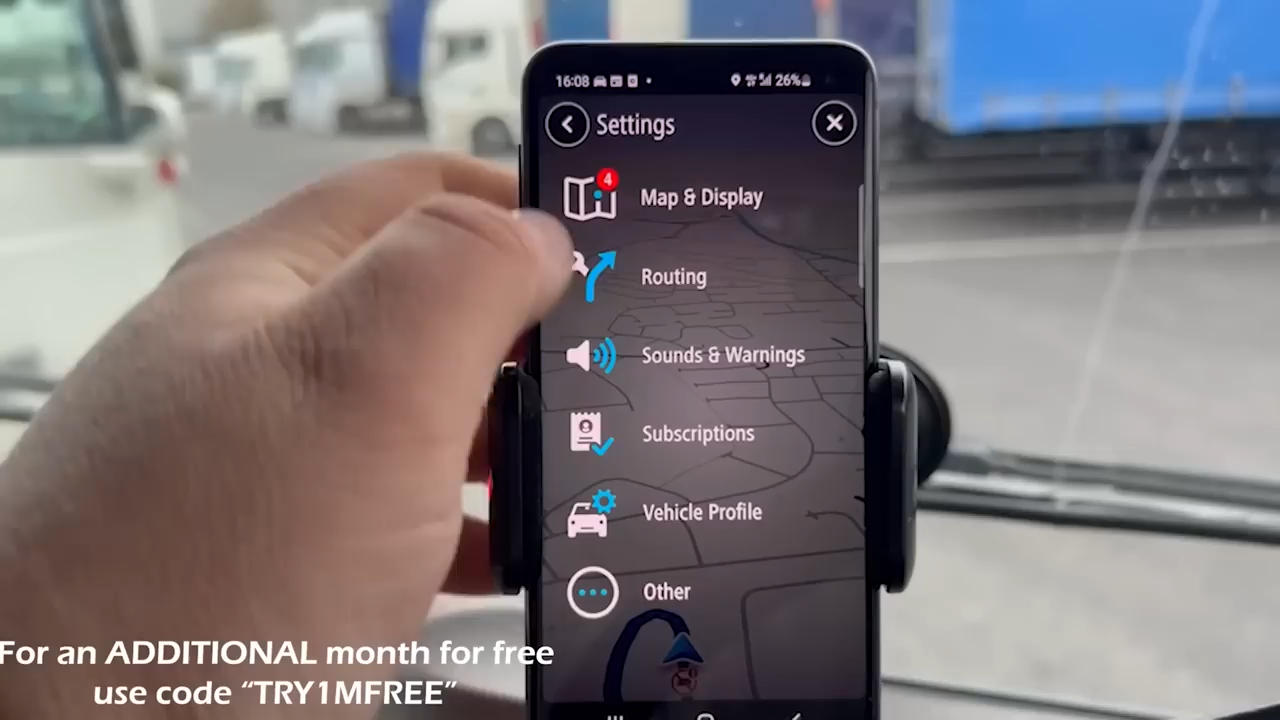 16:08 26%
Settings
4
Map & Display
Routing
Sounds & Warnings
Subscriptions
Vehicle Profile
Other
For an ADDITIONAL month for free
use code “TRY1MFREE”